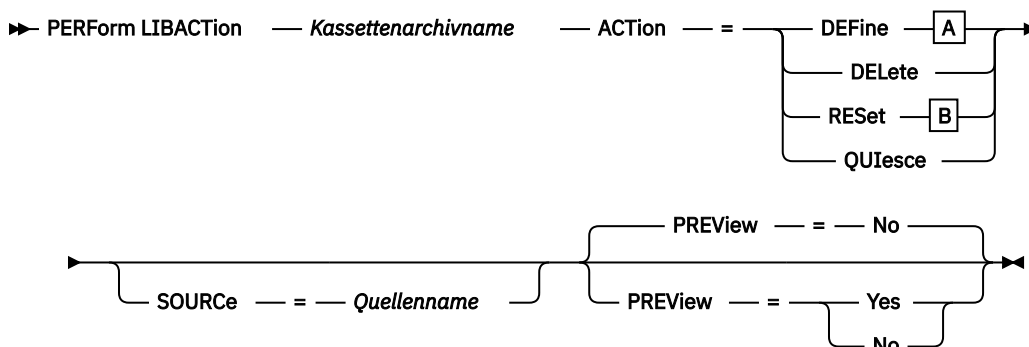 PERForm LIBACTion Kassettenarchivname ACTion = DEFine A
DELete
RESet B
QUIesce
PREView = No
SOURCe = Quellenname
PREView = Yes
No